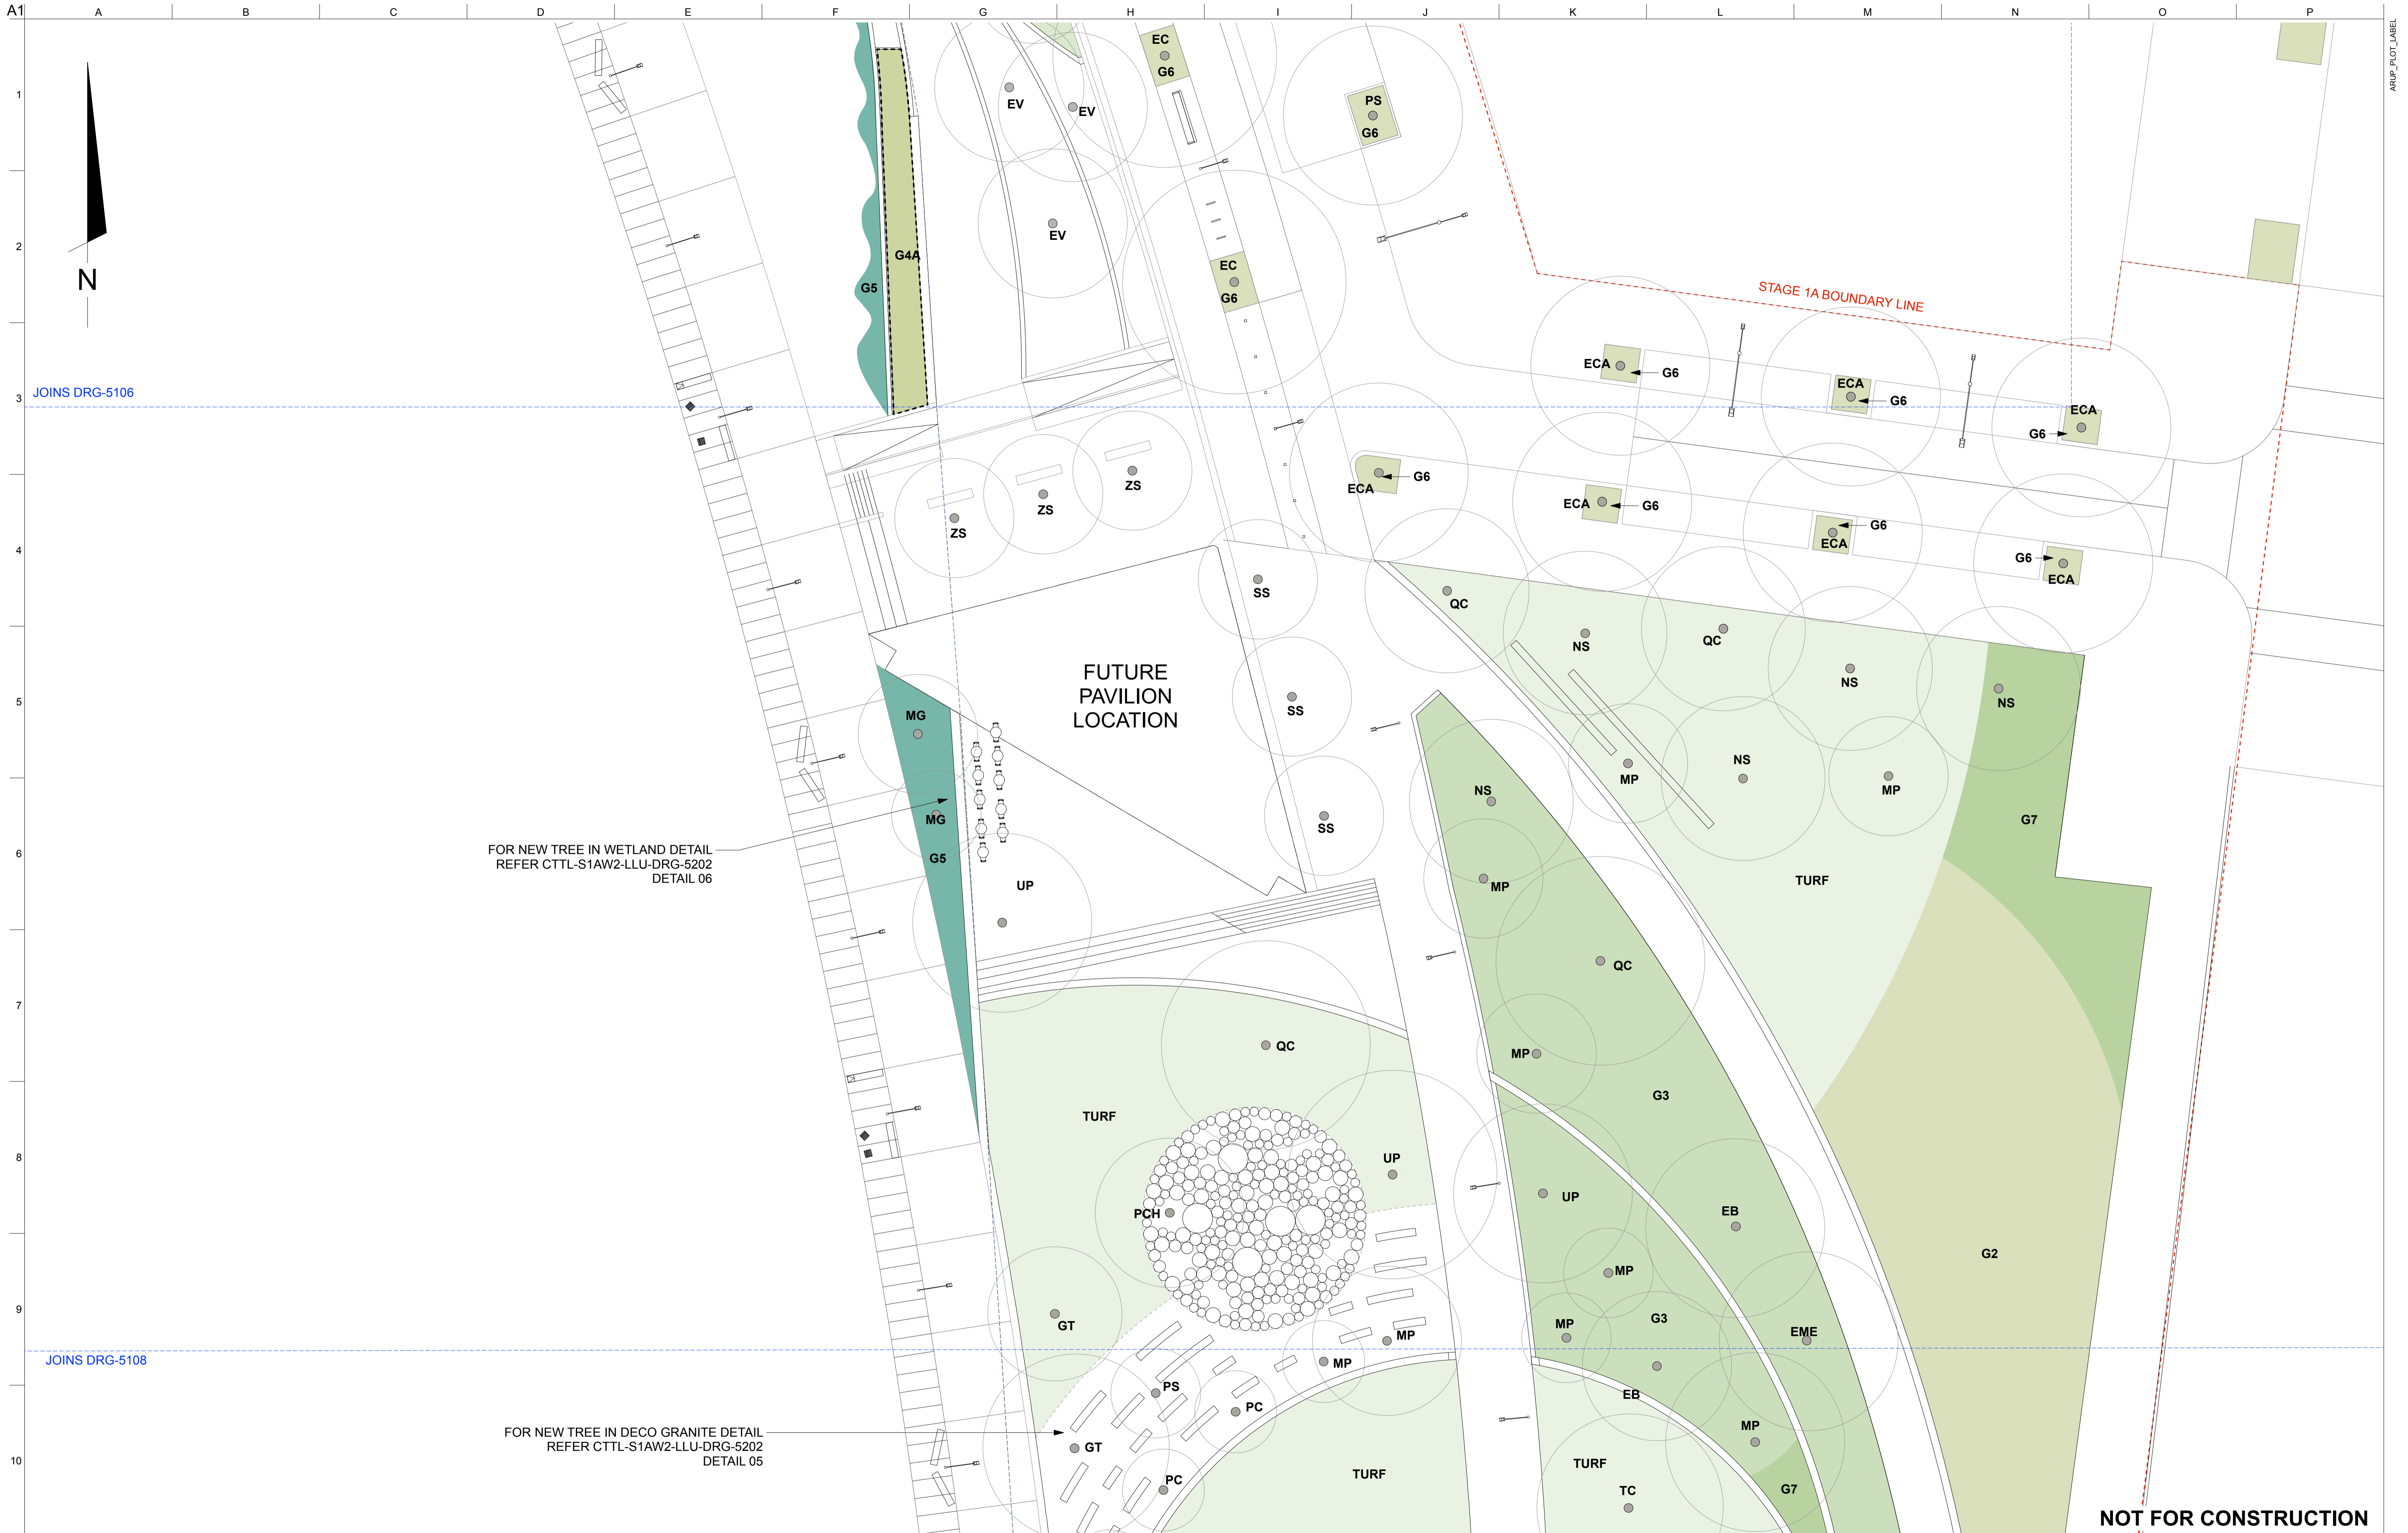 A1
A B C D E F G H I J K L M N O P
ARUP_PLOT_LABEL
EC
G6
1
EV
EV
PS
G6
N
2
EV
G4A
G5
EC
G6
STAGE 1A BOUNDARY LINE
ECA
G6
ECA
G6
JOINS DRG-5106
3
ECA
G6
ZS
ZS
ZS
ECA
G6
ECA
G6
G6
ECA
G6
ECA
4
SS
QC
NS
QC
NS
NS
FUTURE
PAVILION
LOCATION
5
MG
SS
NS
MP
NS
MP
MG
SS
G7
FOR NEW TREE IN WETLAND DETAIL
REFER CTTL-S1AW2-LLU-DRG-5202
DETAIL 06
6
G5
UP
MP
TURF
QC
7
QC
MP
G3
TURF
8
UP
UP
PCH
EB
G2
MP
9
GT
MP
MP
G3
EME
MP
JOINS DRG-5108
PS
PC
EB
MP
FOR NEW TREE IN DECO GRANITE DETAIL
REFER CTTL-S1AW2-LLU-DRG-5202
DETAIL 05
10
GT
PC
TURF
TURF
TC
G7
NOT FOR CONSTRUCTION